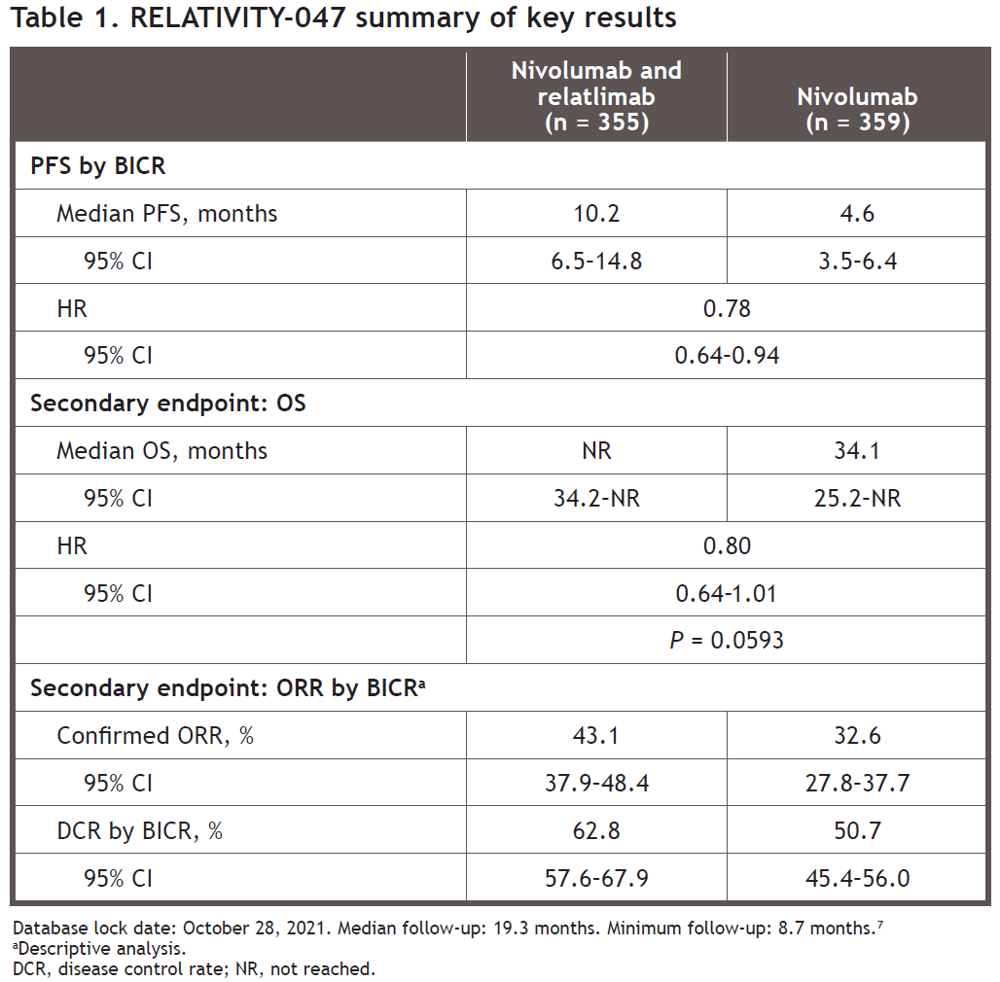 Table 1. RELATIVITY-047 summary of key results
Nivolumab and
relatlimab
(n = 355)
Nivolumab
(n = 359)
PFS by BICR
Median PFS, months 10.2 4.6
95% CI 6.5-14.8 3.5-6.4
HR 0.78
95% CI 0.64-0.94
Secondary endpoint: OS
Median OS, months NR 34.1
95% CI 34.2-NR 25.2-NR
HR 0.80
95% CI 0.64-1.01
P = 0.0593
Secondary endpoint: ORR by BICRᵃ
Confirmed ORR, % 43.1 32.6
95% CI 37.9-48.4 27.8-37.7
DCR by BICR, % 62.8 50.7
95% CI 57.6-67.9 45.4-56.0
Database lock date: October 28, 2021. Median follow-up: 19.3 months. Minimum follow-up: 8.7 months.⁷
ᵃDescriptive analysis.
DCR, disease control rate; NR, not reached.